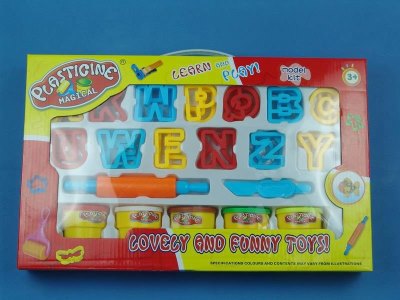 PLASTICINE
MAGICAL
®
LEARN AND PLAY!
model
kit
3+
K W P P B C
N W E N Z Y
LOVELY AND FUNNY TOYS!
SPECIFICATIONS COLOURS AND CONTENTS MAY VARY FROM ILLUSTRATIONS